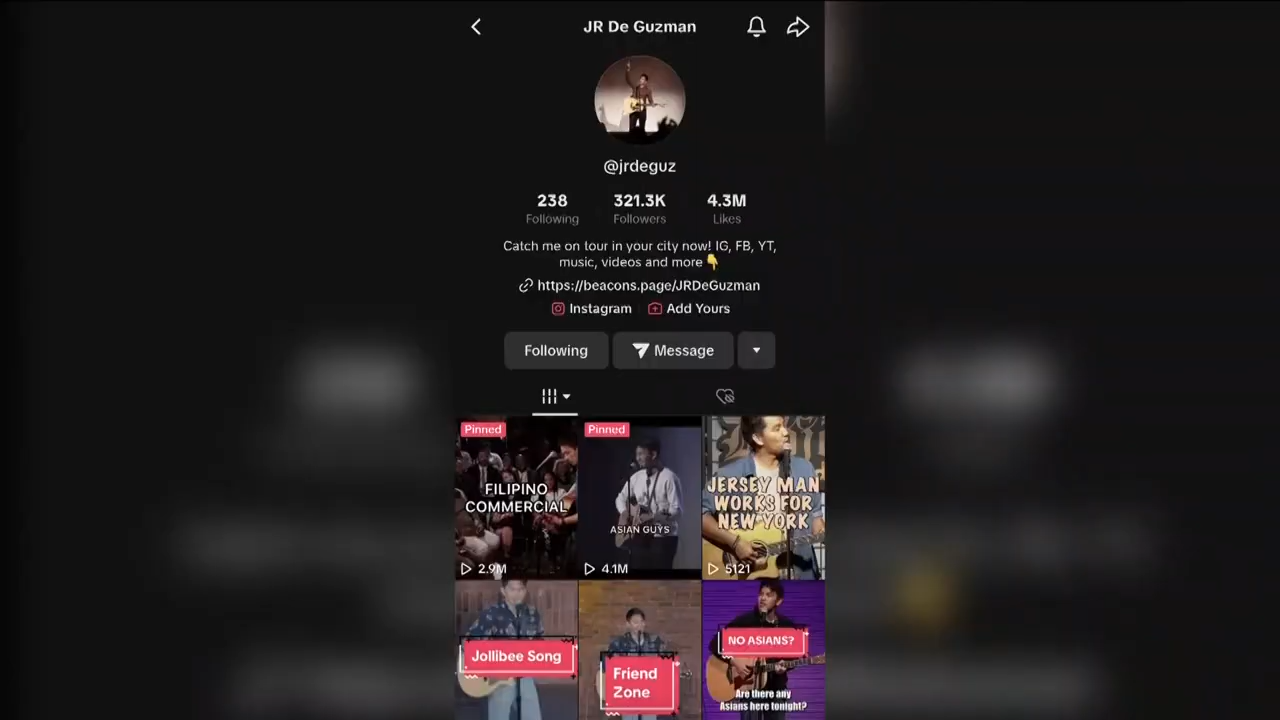 JR De Guzman
@jrdeguz
238
Following
321.3K
Followers
4.3M
Likes
Catch me on tour in your city now! IG, FB, YT,
music, videos and more 👇
https://beacons.page/JRDeGuzman
Instagram
Add Yours
Following
Message
Pinned
FILIPINO
COMMERCIAL
2.9M
Pinned
ASIAN GUYS
4.1M
JERSEY MAN
WORKS FOR
NEW YORK
5121
Jollibee Song
Friend
Zone
NO ASIANS?
Are there any
Asians here tonight?